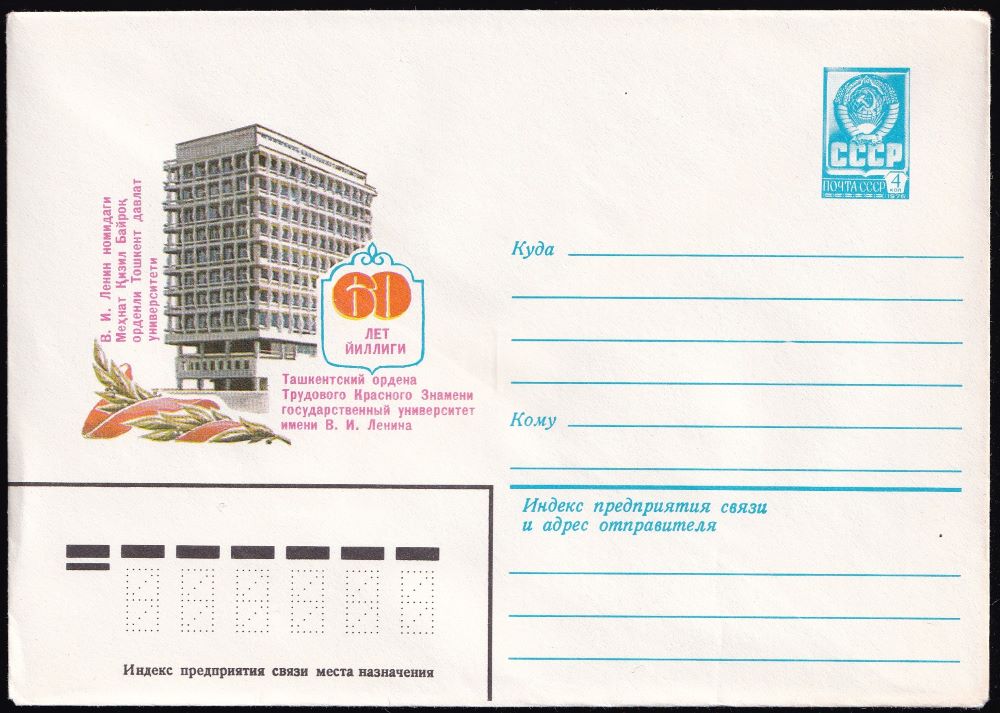 СССР
ПОЧТА СССР 4
КОП
1976
В. И. Ленин номидаги
Меҳнат Қизил Байроқ
орденли Тошкент давлат
университети
60
ЛЕТ
ЙИЛЛИГИ
Ташкентский ордена
Трудового Красного Знамени
государственный университет
имени В. И. Ленина
Куда
Кому
Индекс предприятия связи
и адрес отправителя
Индекс предприятия связи места назначения